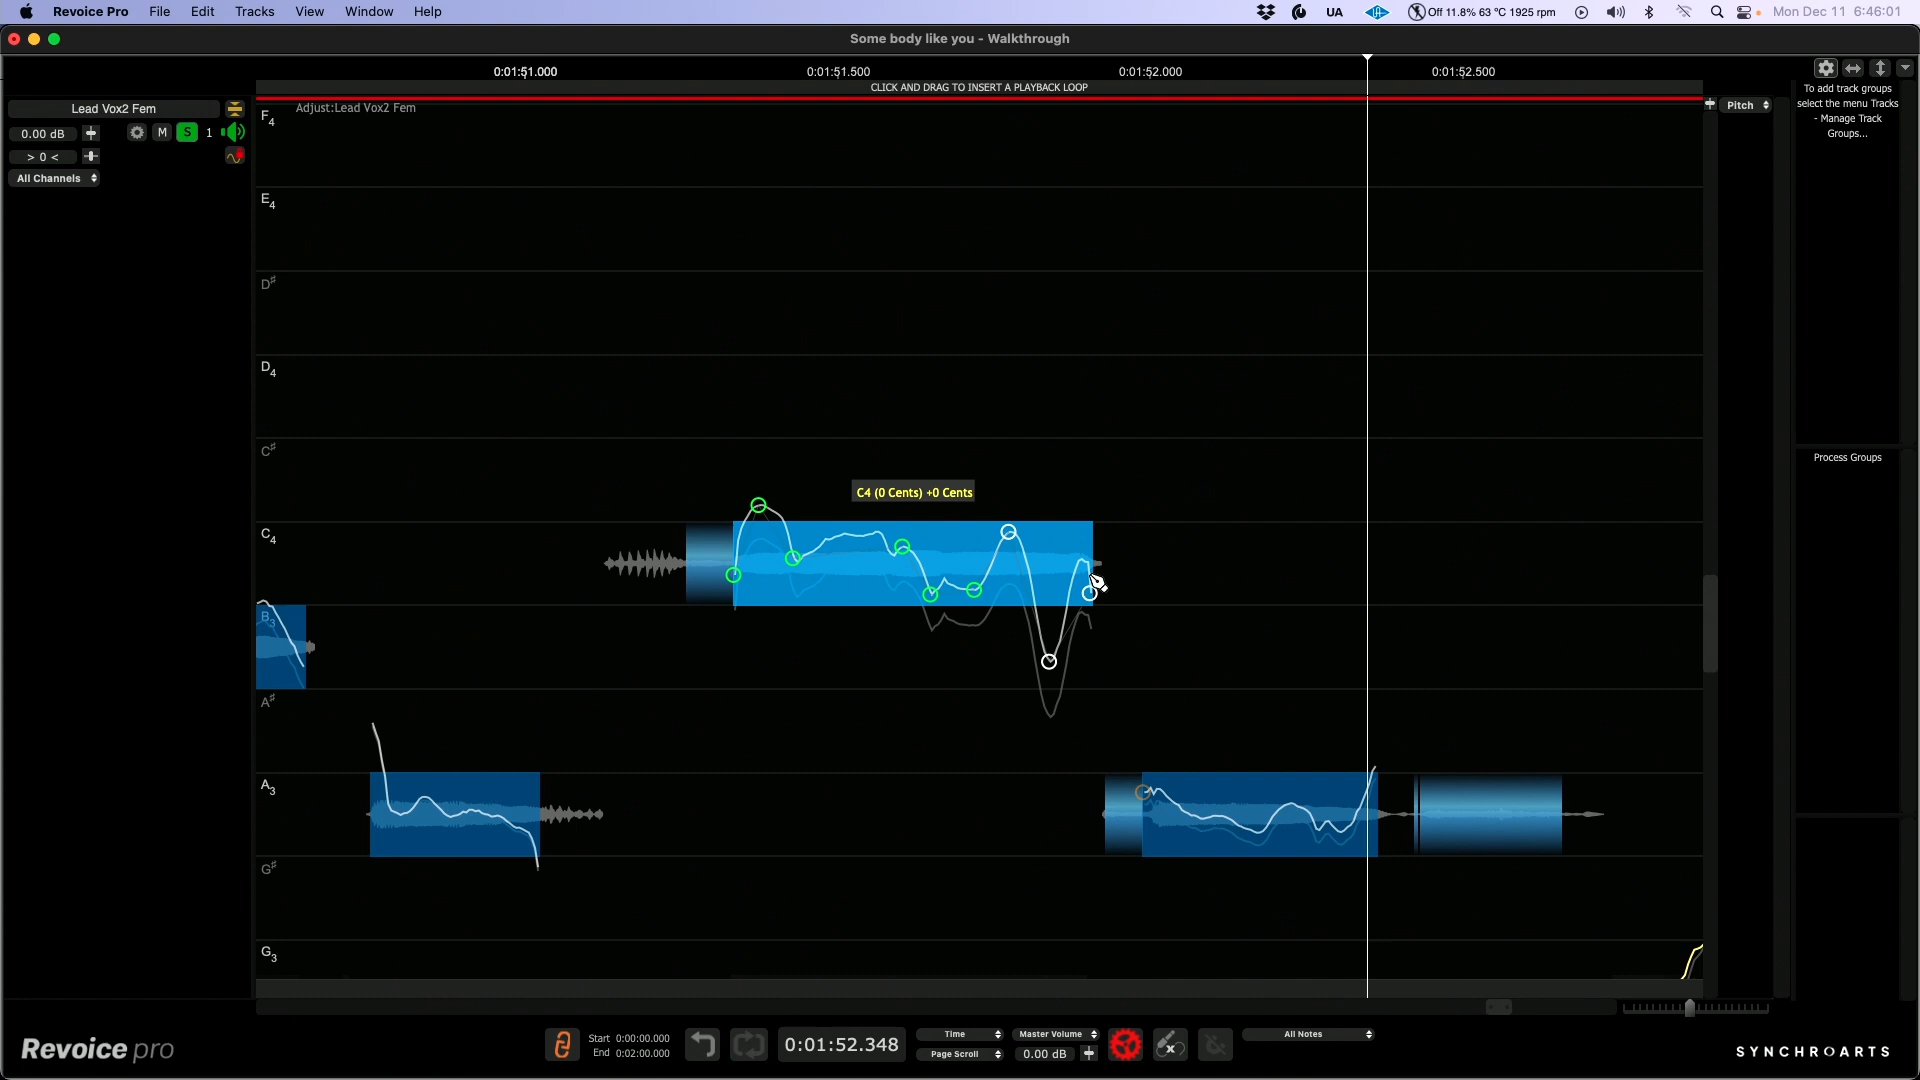 Revoice Pro File Edit Tracks View Window Help
UA Off 11.8% 63 °C 1925 rpm Mon Dec 11 6:46:01
Some body like you - Walkthrough
0:01:51.000 0:01:51.500 0:01:52.000 0:01:52.500
CLICK AND DRAG TO INSERT A PLAYBACK LOOP
Lead Vox2 Fem
0.00 dB M S 1
> 0 <
All Channels
Adjust:Lead Vox2 Fem
F4
E4
D♯
D4
C♯
C4 (0 Cents) +0 Cents
C4
B3
A♯
A3
G♯
G3
Pitch
To add track groups
select the menu Tracks
- Manage Track
Groups...
Process Groups
Revoice pro
Start 0:00:00.000
End 0:02:00.000
0:01:52.348
Time
Page Scroll
Master Volume
0.00 dB
All Notes
SYNCHROARTS